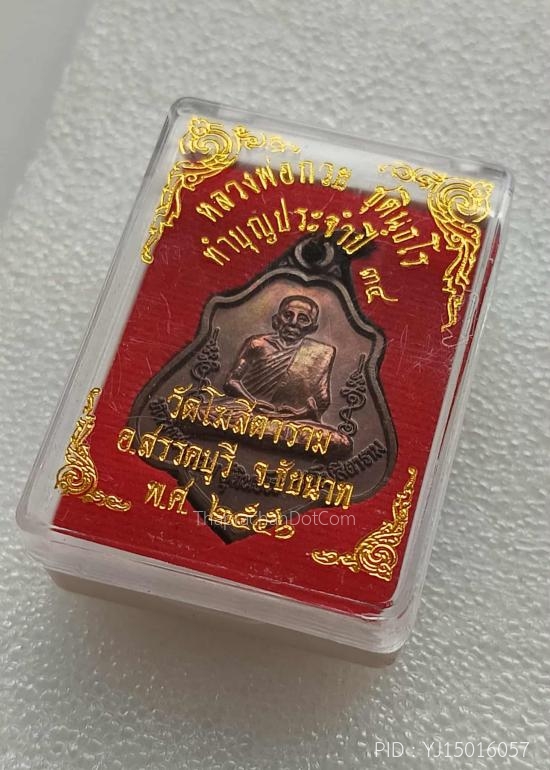 หลวงพ่อกวย ชุตินฺธโร
ทำบุญประจำปี ๓๔
วัดโฆสิตาราม
อ.สรรคบุรี จ.ชัยนาท
พ.ศ. ๒๕๕๖
ThaprachanDotCom
PID : YJ15016057